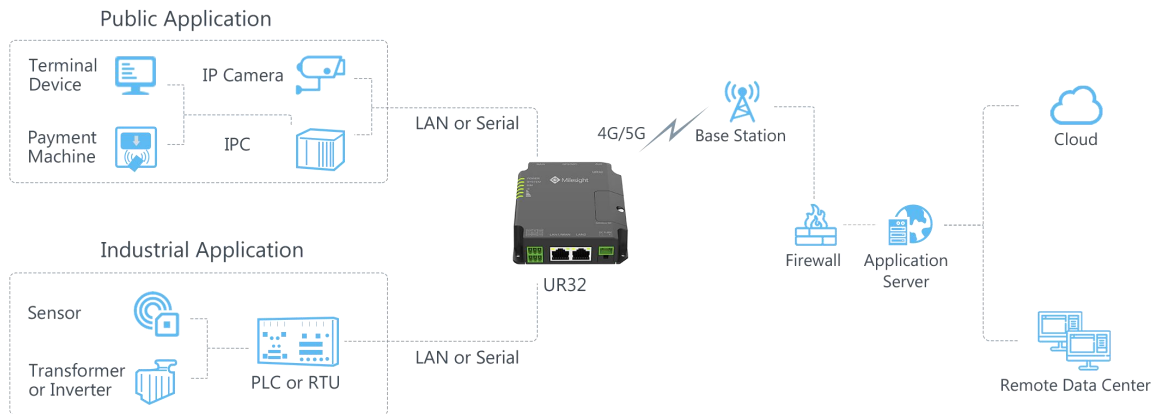 Public Application
Terminal
Device
IP Camera
Payment
Machine
IPC
LAN or Serial
4G/5G
Base Station
Cloud
Milesight
UR32
Firewall
Application
Server
Industrial Application
Sensor
Transformer
or Inverter
PLC or RTU
LAN or Serial
Remote Data Center